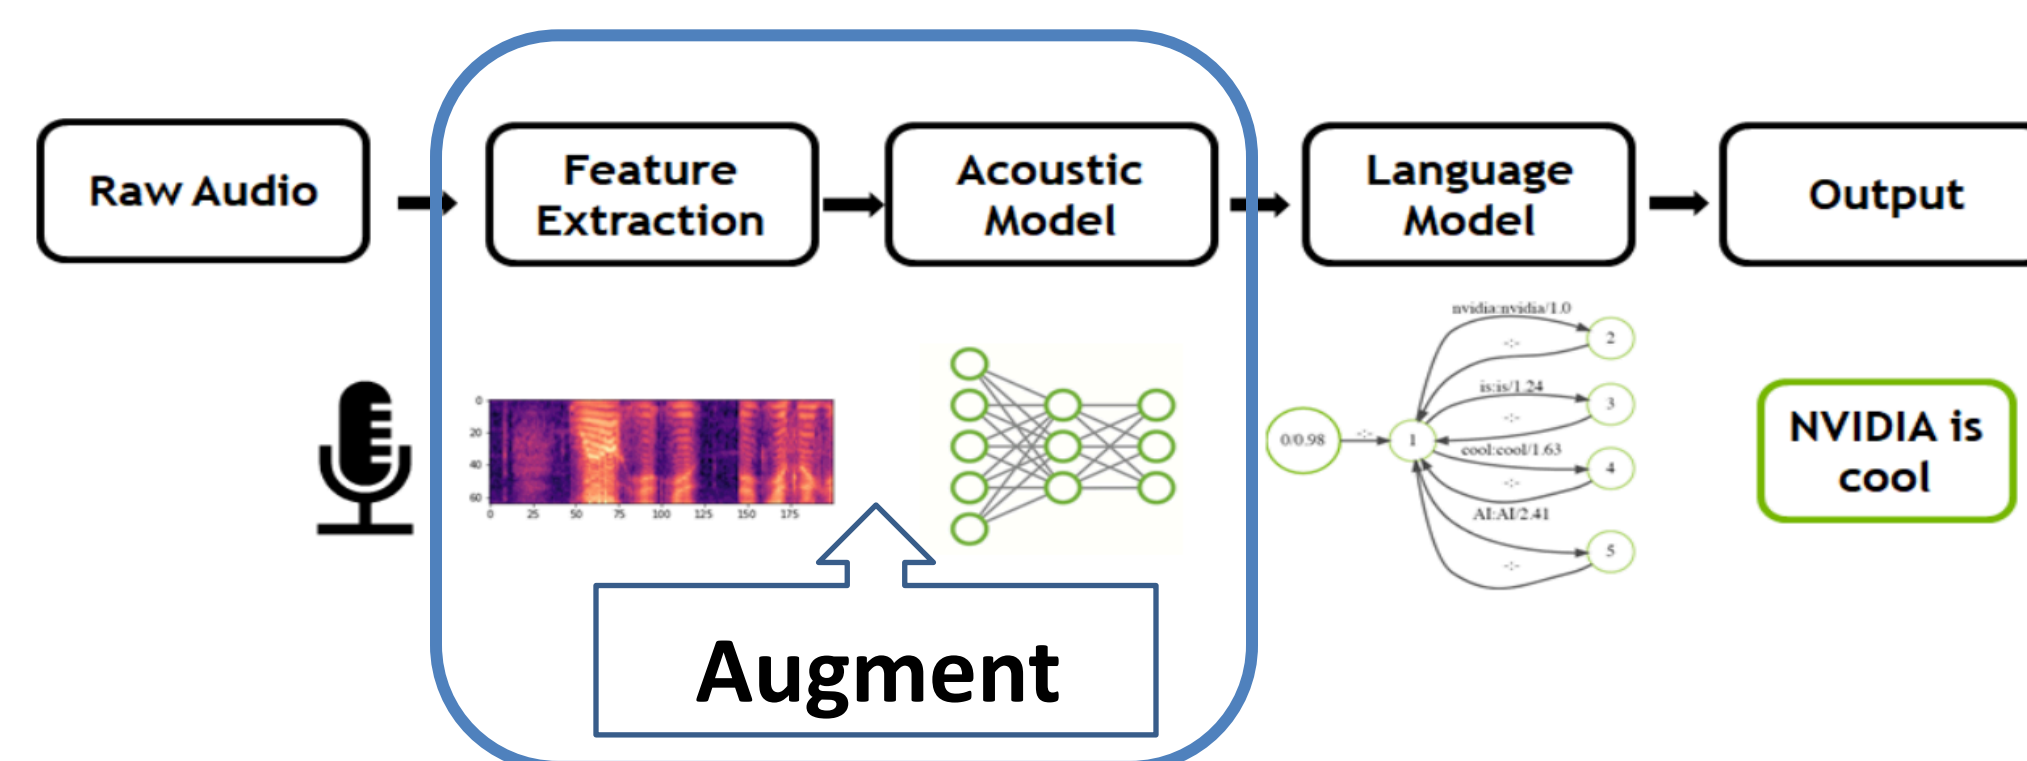 Raw Audio
Feature
Extraction
Acoustic
Model
Language
Model
Output
nvidia:nvidia/1.0
-:-
2
is:is/1.24
-:-
3
0/0.98
-:-
1
cool:cool/1.63
-:-
4
AI:AI/2.41
-:-
5
0
20
40
60
0 25 50 75 100 125 150 175
NVIDIA is
cool
Augment